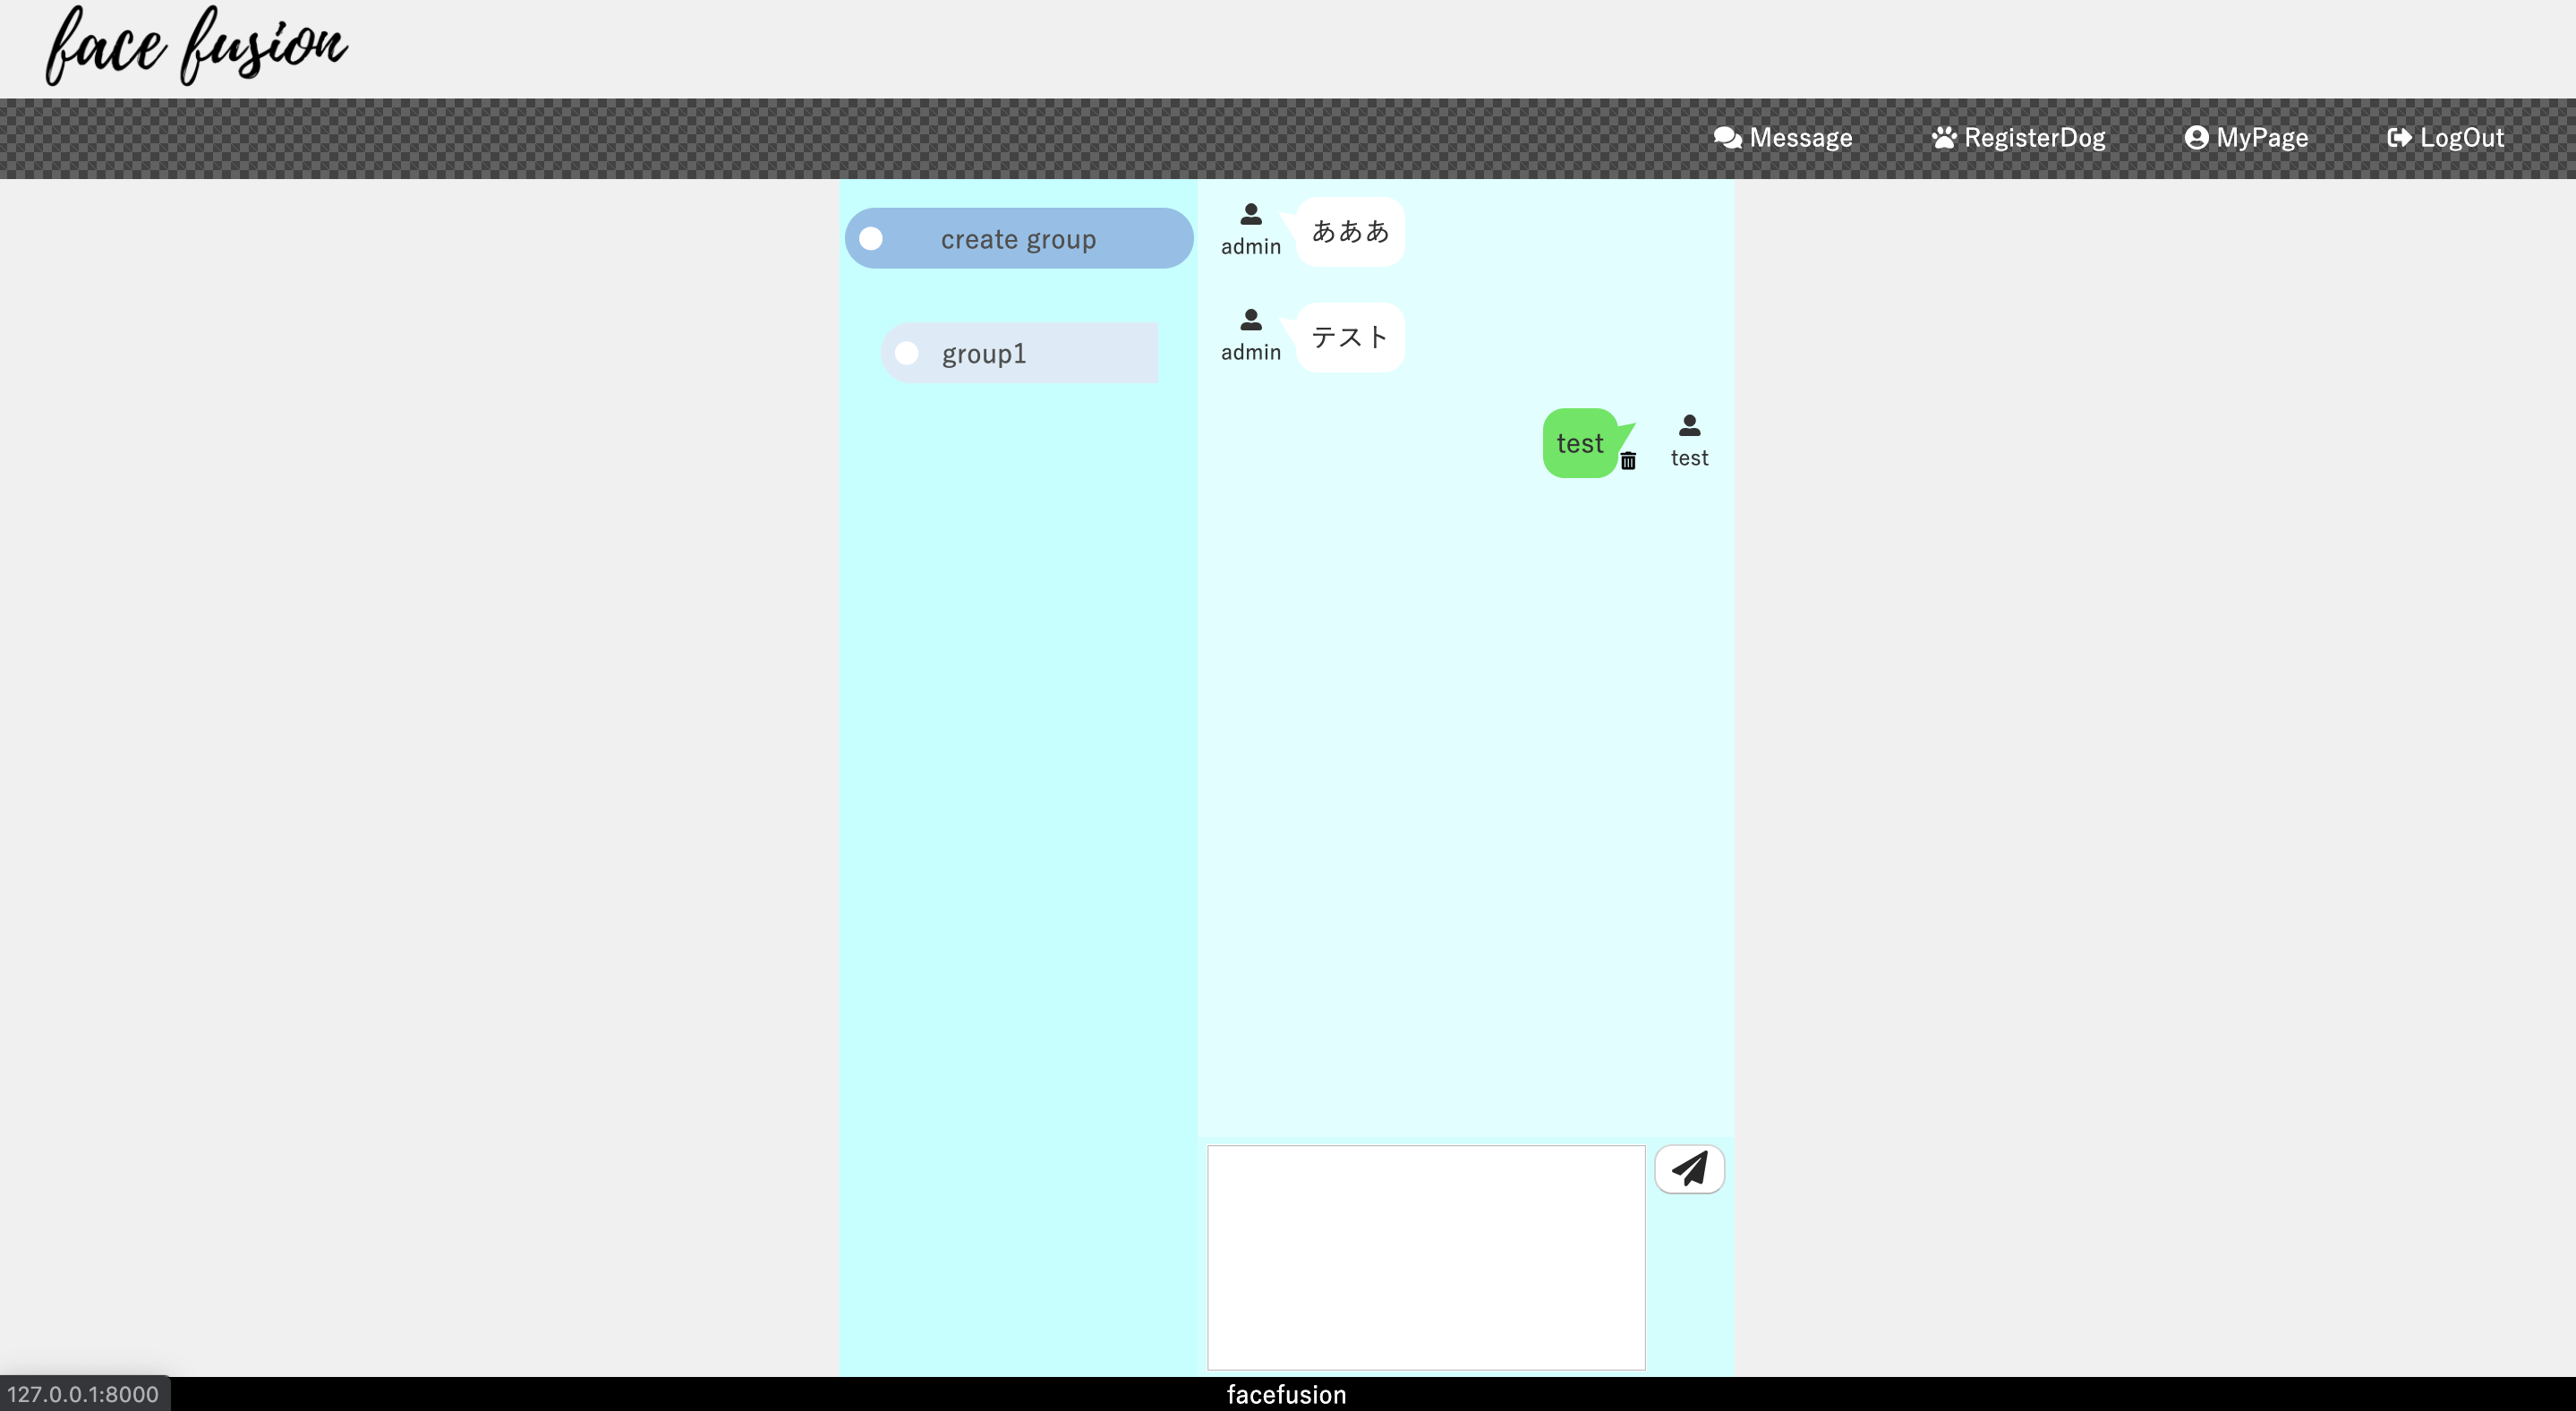 face fusion
Message RegisterDog MyPage LogOut
create group
group1
あああ
admin
テスト
admin
test
test
127.0.0.1:8000
facefusion